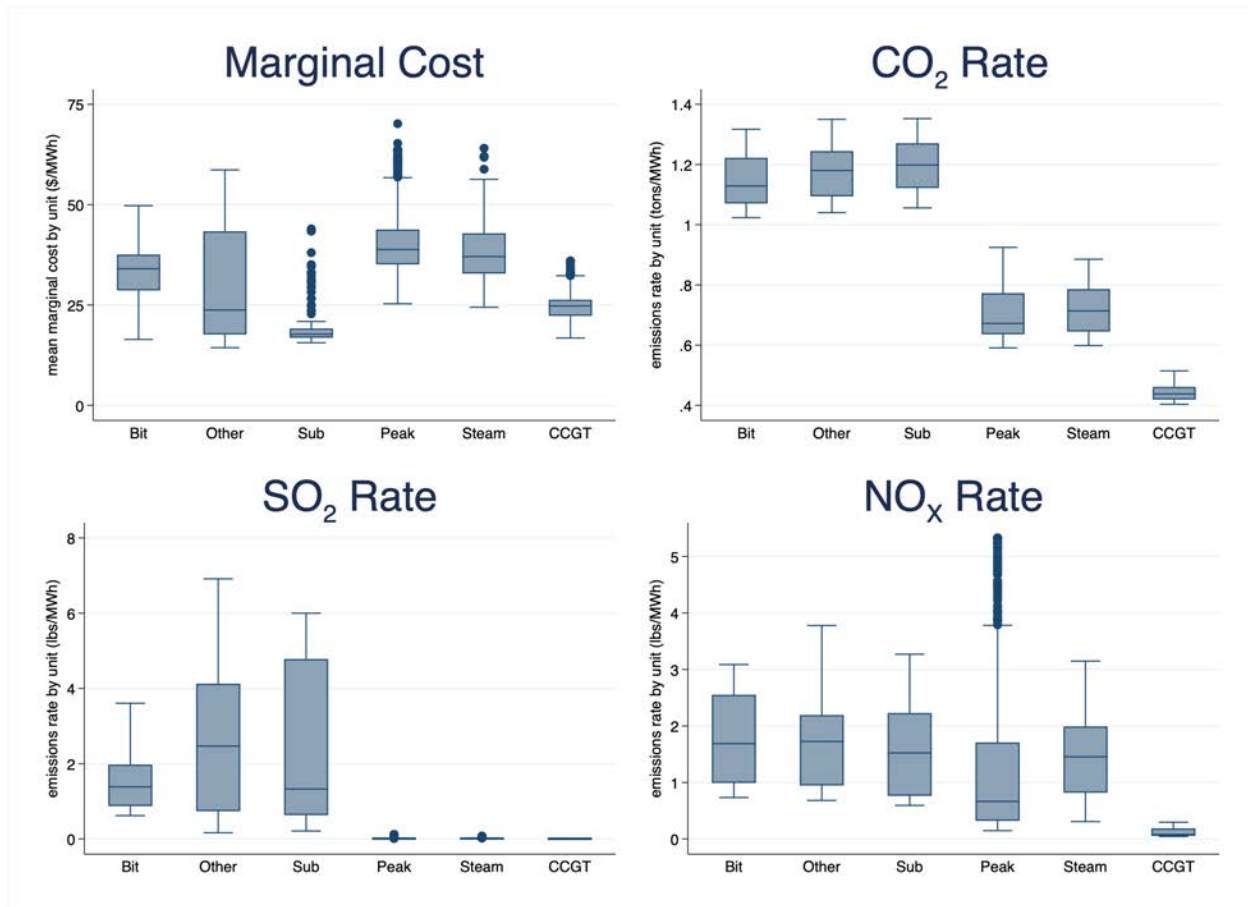 Marginal Cost
mean marginal cost by unit ($/MWh)
75
50
25
0
Bit Other Sub Peak Steam CCGT
CO₂ Rate
emissions rate by unit (tons/MWh)
1.4
1.2
1
.8
.6
.4
Bit Other Sub Peak Steam CCGT
SO₂ Rate
emissions rate by unit (lbs/MWh)
8
6
4
2
0
Bit Other Sub Peak Steam CCGT
NOₓ Rate
emissions rate by unit (lbs/MWh)
5
4
3
2
1
0
Bit Other Sub Peak Steam CCGT